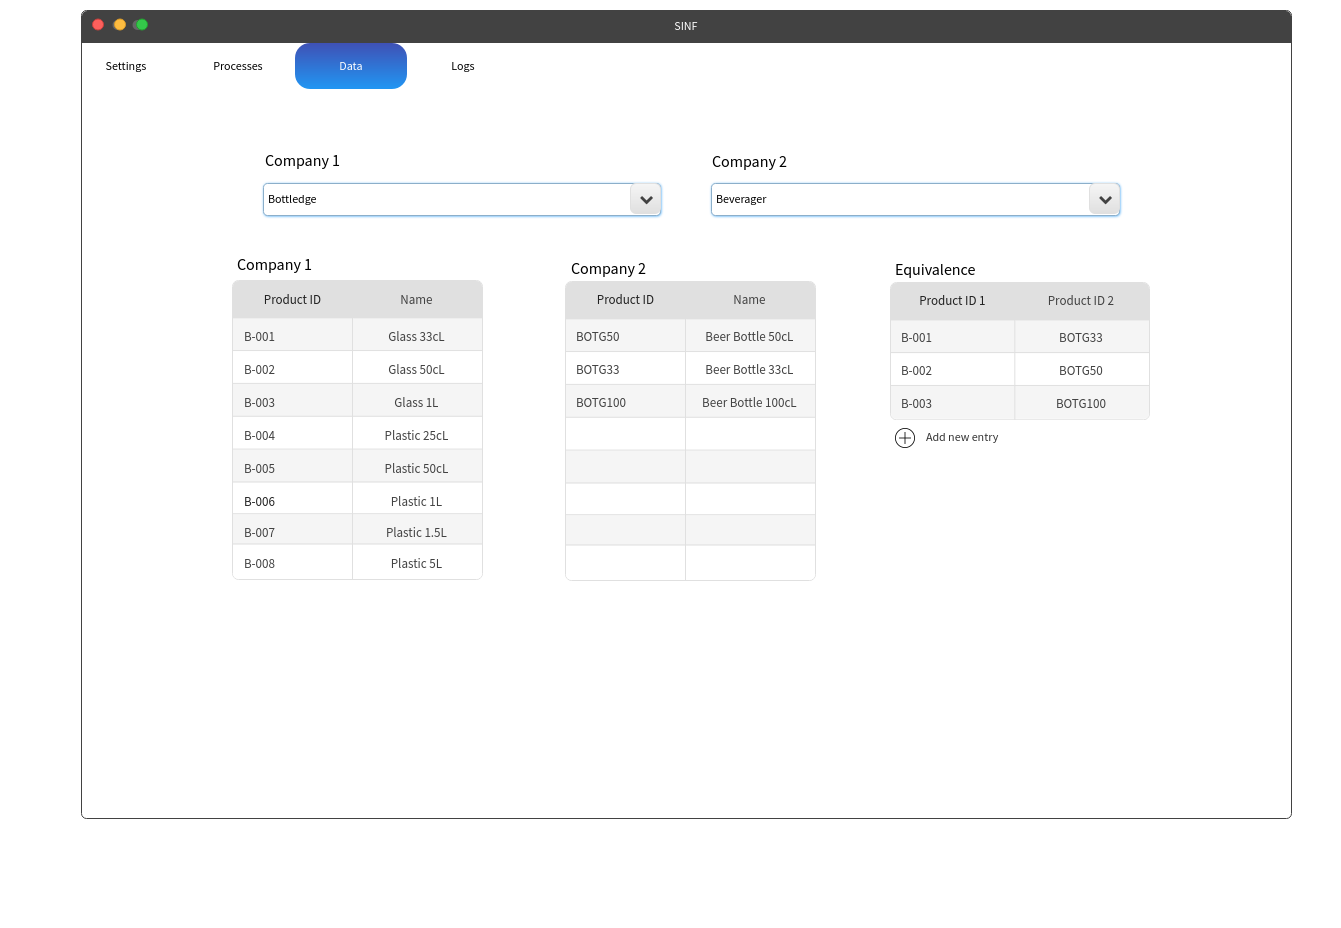 SINF
Settings Processes Data Logs
Company 1 Company 2
Bottledge Beverager
Company 1
Product ID Name
B-001 Glass 33cL
B-002 Glass 50cL
B-003 Glass 1L
B-004 Plastic 25cL
B-005 Plastic 50cL
B-006 Plastic 1L
B-007 Plastic 1.5L
B-008 Plastic 5L
Company 2
Product ID Name
BOTG50 Beer Bottle 50cL
BOTG33 Beer Bottle 33cL
BOTG100 Beer Bottle 100cL
Equivalence
Product ID 1 Product ID 2
B-001 BOTG33
B-002 BOTG50
B-003 BOTG100
Add new entry